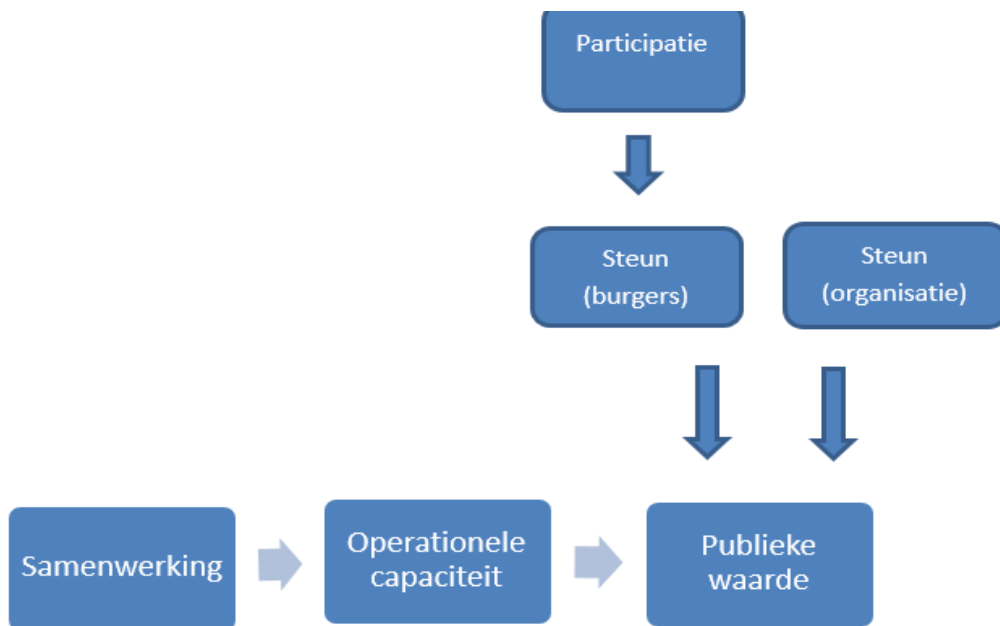 Participatie
Steun
(burgers)
Steun
(organisatie)
Samenwerking
Operationele
capaciteit
Publieke
waarde